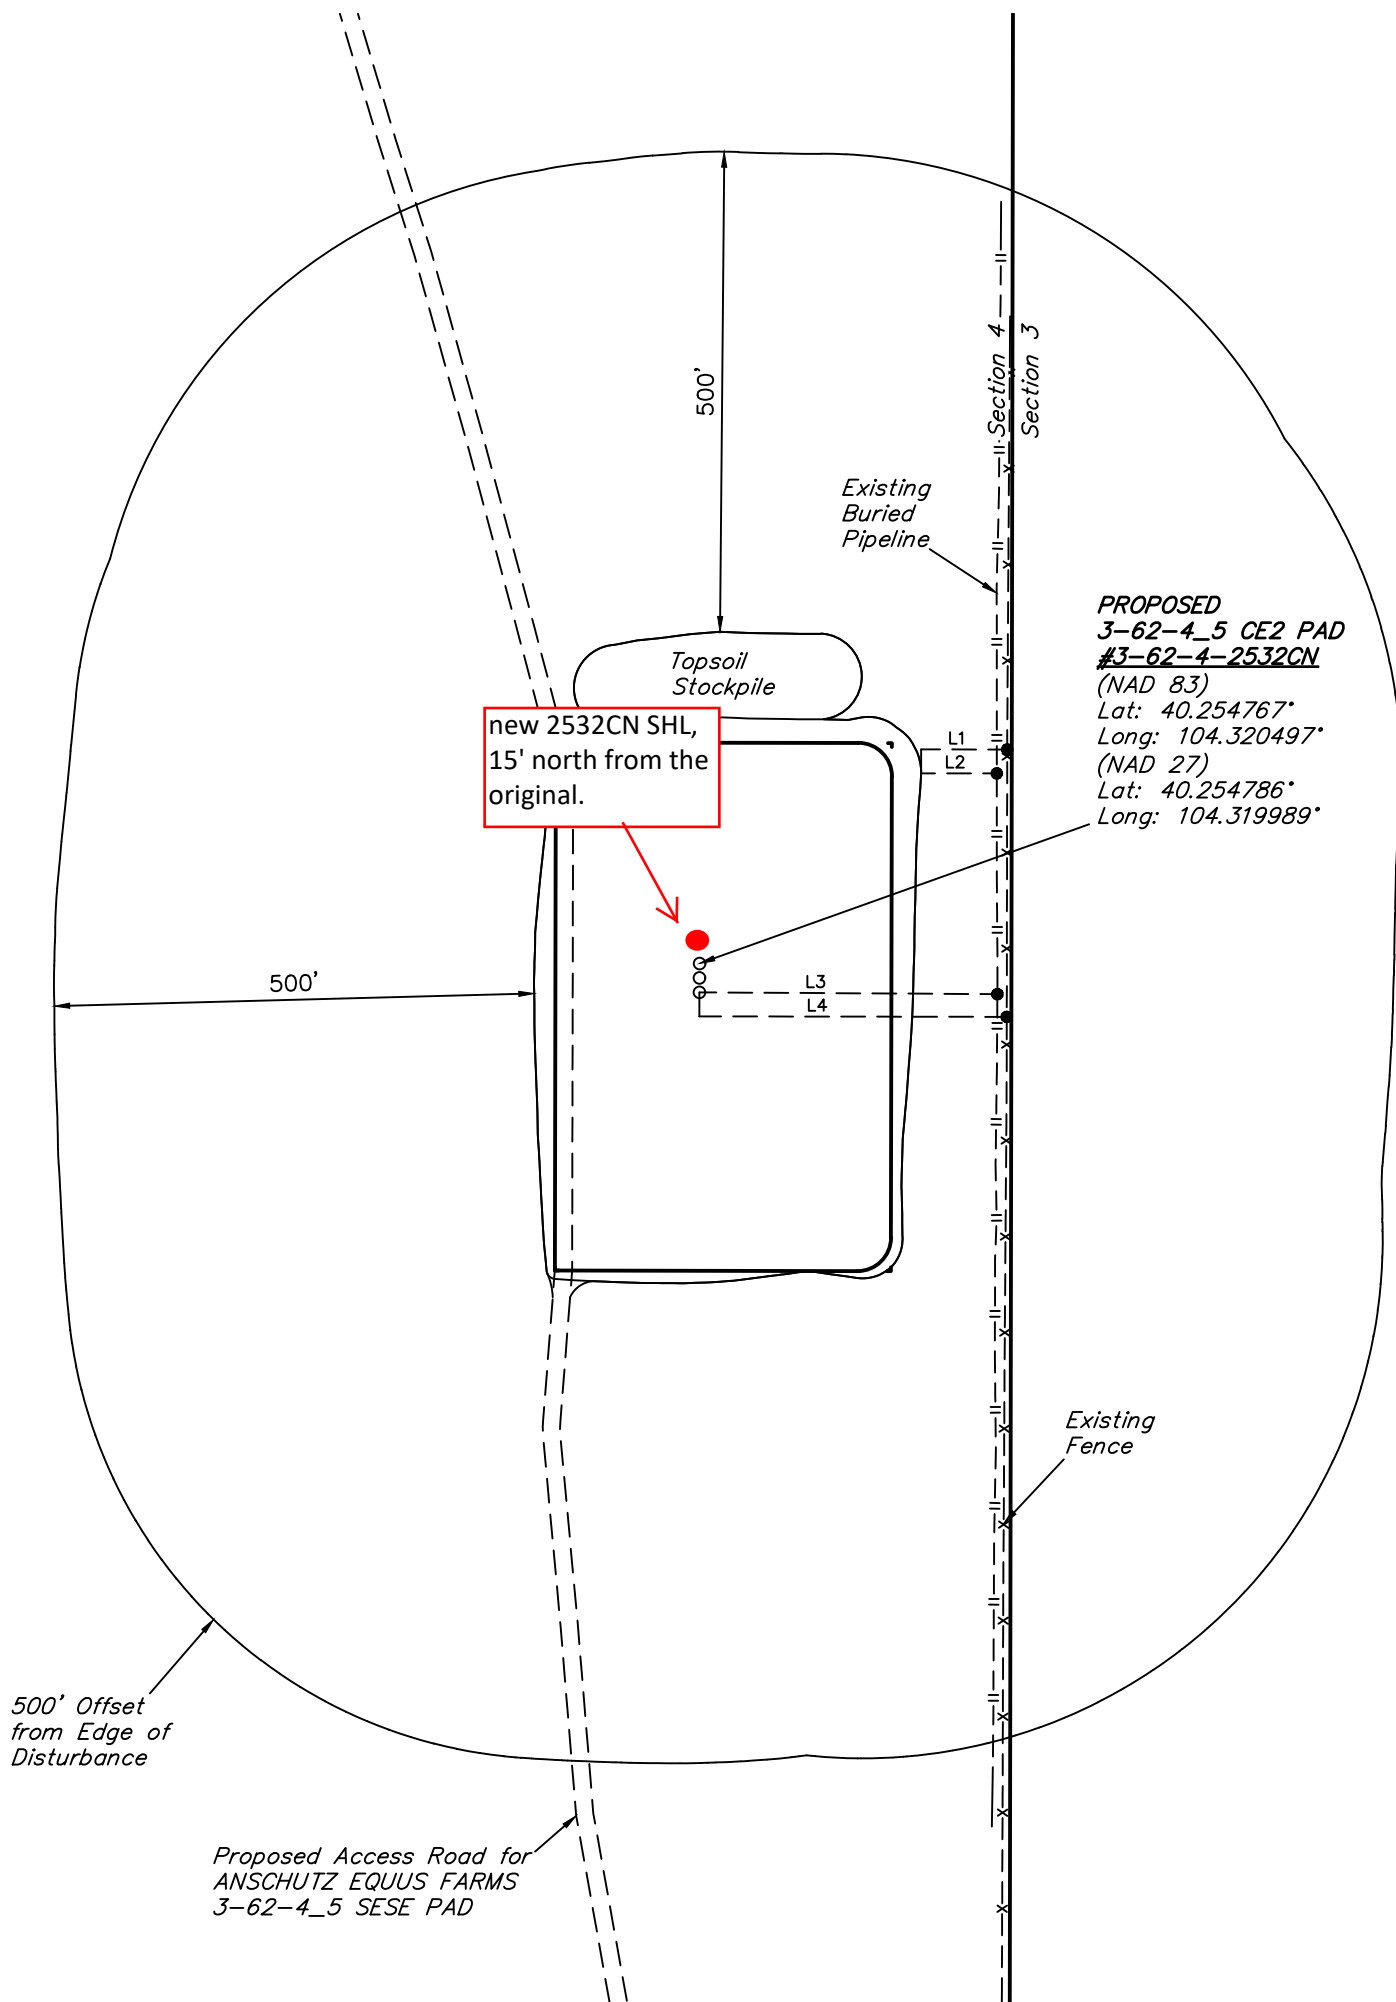 500'
Section 4
Section 3
Existing
Buried
Pipeline
PROPOSED
3-62-4_5 CE2 PAD
#3-62-4-2532CN
(NAD 83)
Lat: 40.254767°
Long: 104.320497°
(NAD 27)
Lat: 40.254786°
Long: 104.319989°
Topsoil
Stockpile
new 2532CN SHL,
15' north from the
original.
L1
L2
500'
L3
L4
Existing
Fence
500' Offset
from Edge of
Disturbance
Proposed Access Road for
ANSCHUTZ EQUUS FARMS
3-62-4_5 SESE PAD